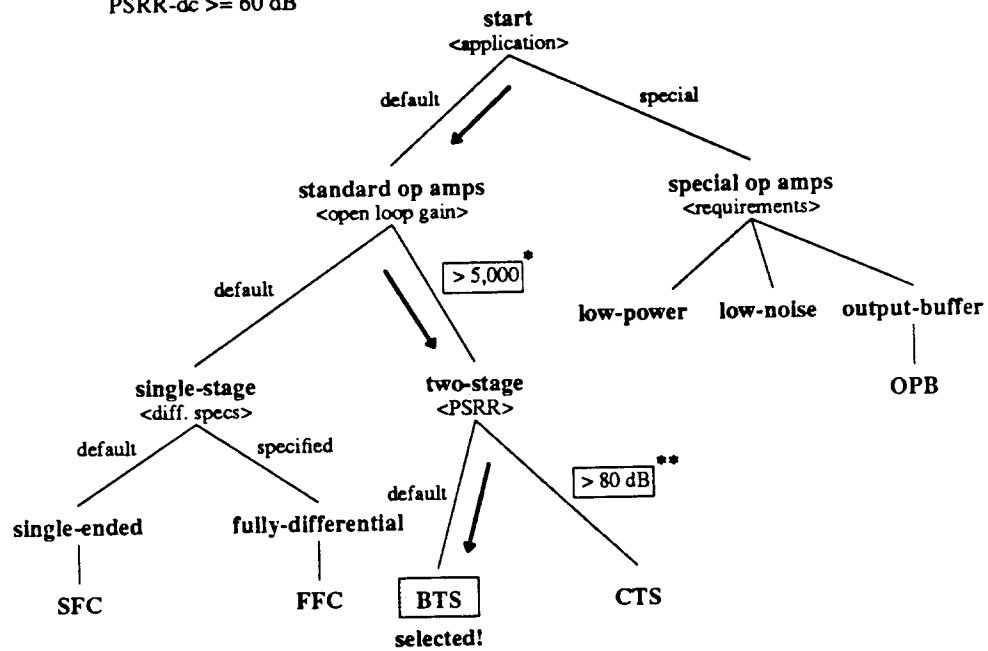 PSRR-dc >= 60 dB
start
<application>
default
special
standard op amps
<open loop gain>
special op amps
<requirements>
default
> 5,000 *
low-power
low-noise
output-buffer
OPB
single-stage
<diff. specs>
two-stage
<PSRR>
default
specified
default
> 80 dB **
single-ended
fully-differential
SFC
FFC
BTS
CTS
selected!